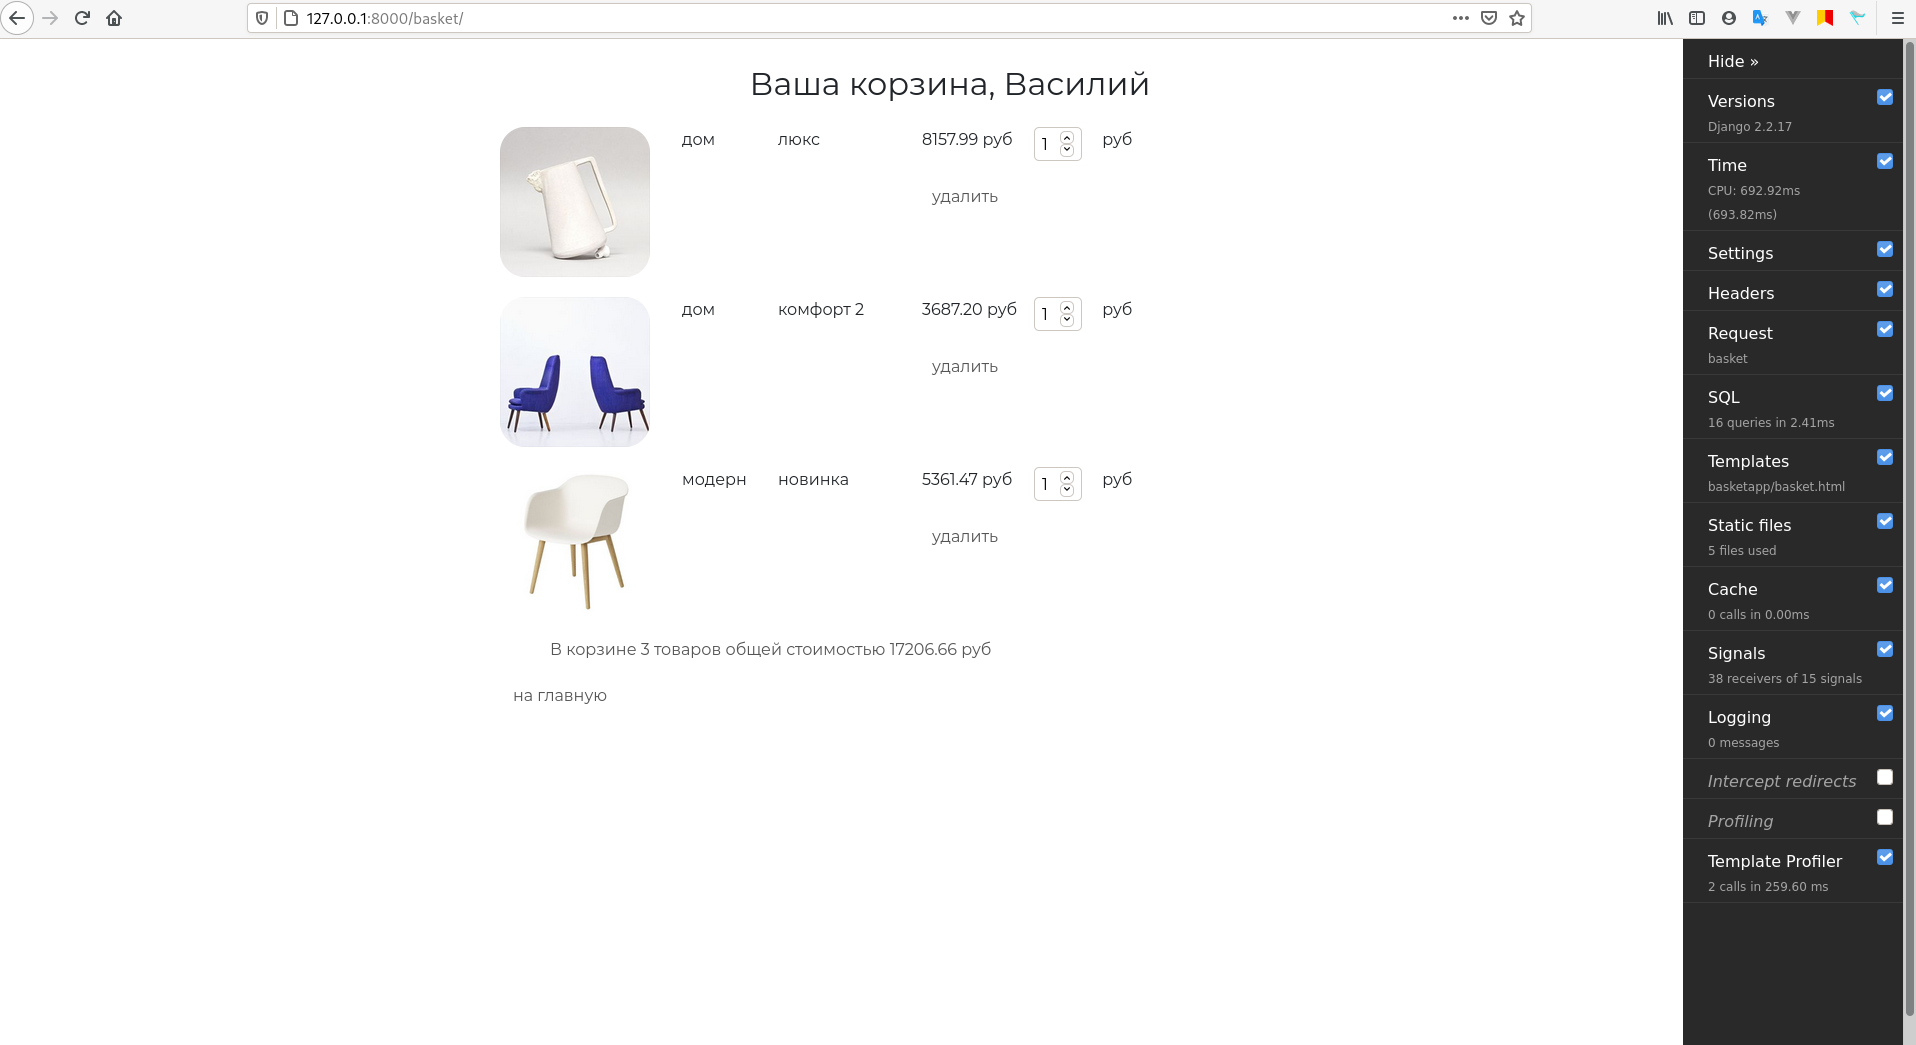 127.0.0.1:8000/basket/
Ваша корзина, Василий
дом люкс 8157.99 руб 1 руб
удалить
дом комфорт 2 3687.20 руб 1 руб
удалить
модерн новинка 5361.47 руб 1 руб
удалить
В корзине 3 товаров общей стоимостью 17206.66 руб
на главную
Hide »
Versions
Django 2.2.17
Time
CPU: 692.92ms
(693.82ms)
Settings
Headers
Request
basket
SQL
16 queries in 2.41ms
Templates
basketapp/basket.html
Static files
5 files used
Cache
0 calls in 0.00ms
Signals
38 receivers of 15 signals
Logging
0 messages
Intercept redirects
Profiling
Template Profiler
2 calls in 259.60 ms